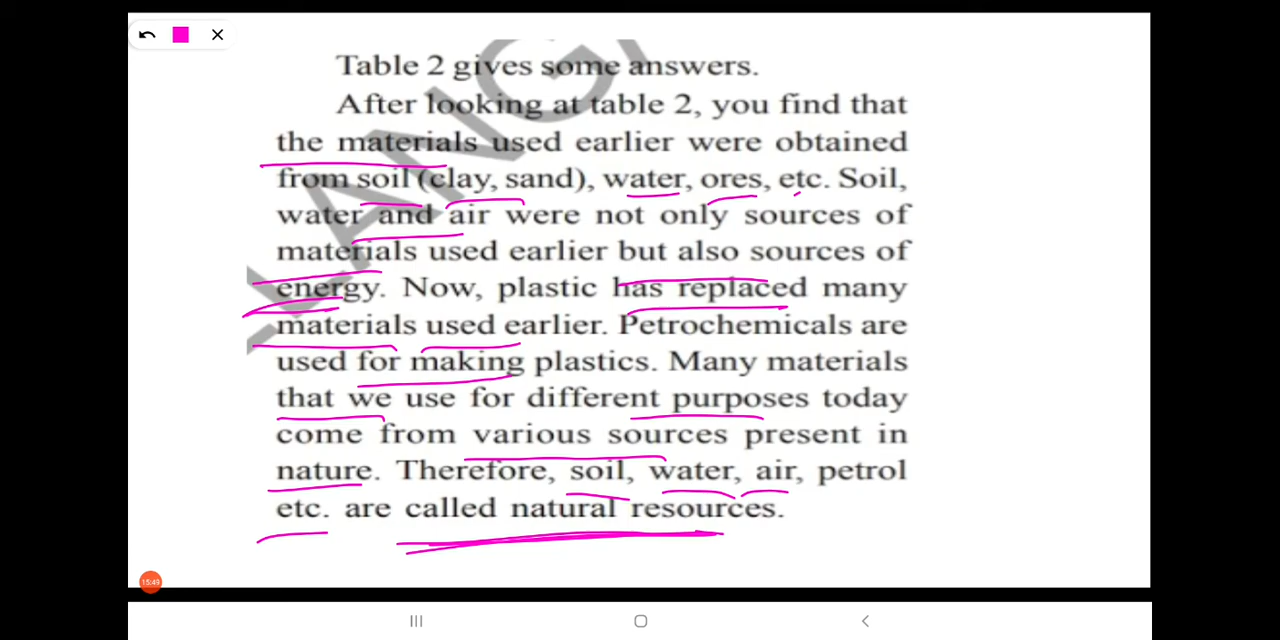 Table 2 gives some answers.
After looking at table 2, you find that
the materials used earlier were obtained
from soil (clay, sand), water, ores, etc. Soil,
water and air were not only sources of
materials used earlier but also sources of
energy. Now, plastic has replaced many
materials used earlier. Petrochemicals are
used for making plastics. Many materials
that we use for different purposes today
come from various sources present in
nature. Therefore, soil, water, air, petrol
etc. are called natural resources.
15:49